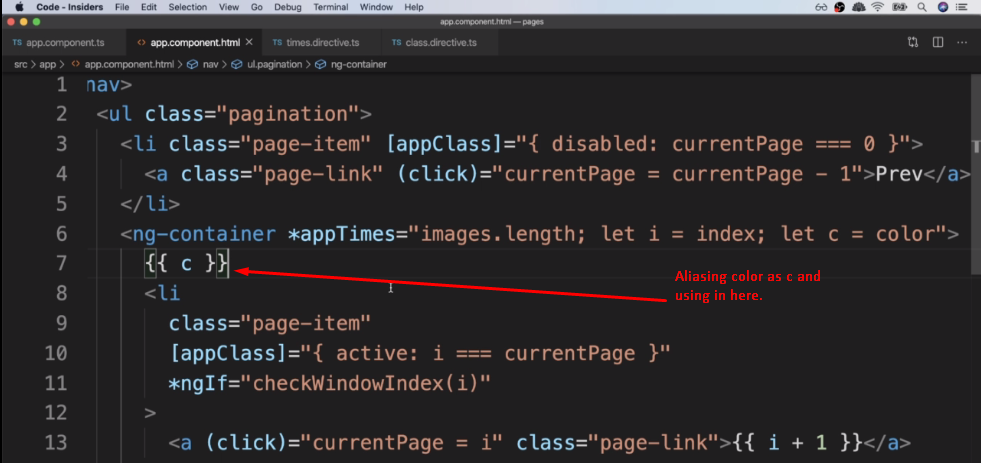 Code - Insiders File Edit Selection View Go Debug Terminal Window Help
app.component.html — pages
TS app.component.ts <> app.component.html × TS times.directive.ts TS class.directive.ts
src > app > <> app.component.html > nav > ul.pagination > ng-container
1 nav>
2 <ul class="pagination">
3 <li class="page-item" [appClass]="{ disabled: currentPage === 0 }">
4 <a class="page-link" (click)="currentPage = currentPage - 1">Prev</a>
5 </li>
6 <ng-container *appTimes="images.length; let i = index; let c = color">
7 {{ c }}
Aliasing color as c and
using in here.
8 <li
9 class="page-item"
10 [appClass]="{ active: i === currentPage }"
11 *ngIf="checkWindowIndex(i)"
12 >
13 <a (click)="currentPage = i" class="page-link">{{ i + 1 }}</a>